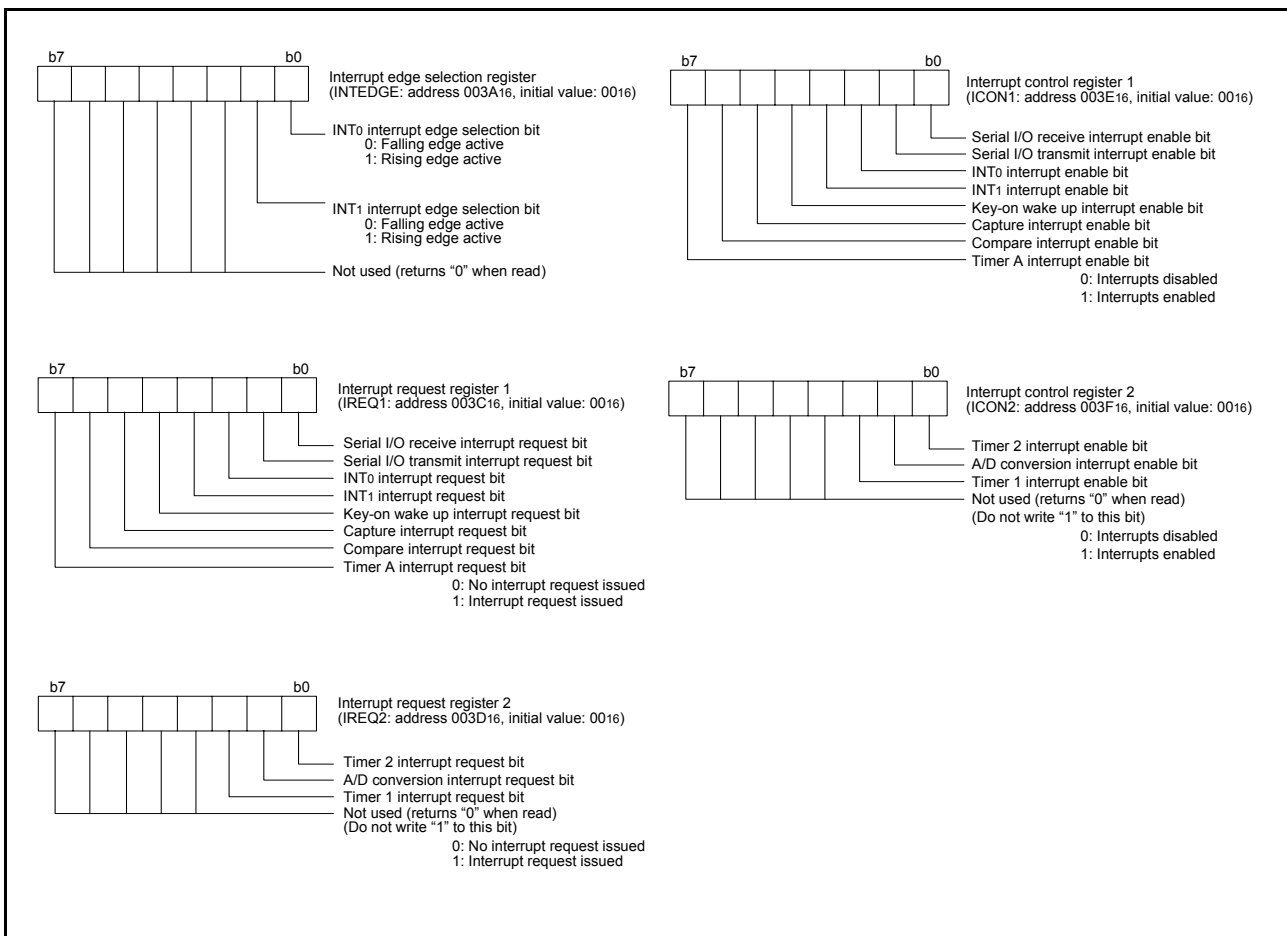 b7 b0
Interrupt edge selection register
(INTEDGE: address 003A16, initial value: 0016)
INT0 interrupt edge selection bit
0: Falling edge active
1: Rising edge active
INT1 interrupt edge selection bit
0: Falling edge active
1: Rising edge active
Not used (returns “0” when read)
b7 b0
Interrupt request register 1
(IREQ1: address 003C16, initial value: 0016)
Serial I/O receive interrupt request bit
Serial I/O transmit interrupt request bit
INT0 interrupt request bit
INT1 interrupt request bit
Key-on wake up interrupt request bit
Capture interrupt request bit
Compare interrupt request bit
Timer A interrupt request bit
0: No interrupt request issued
1: Interrupt request issued
b7 b0
Interrupt request register 2
(IREQ2: address 003D16, initial value: 0016)
Timer 2 interrupt request bit
A/D conversion interrupt request bit
Timer 1 interrupt request bit
Not used (returns “0” when read)
(Do not write “1” to this bit)
0: No interrupt request issued
1: Interrupt request issued
b7 b0
Interrupt control register 1
(ICON1: address 003E16, initial value: 0016)
Serial I/O receive interrupt enable bit
Serial I/O transmit interrupt enable bit
INT0 interrupt enable bit
INT1 interrupt enable bit
Key-on wake up interrupt enable bit
Capture interrupt enable bit
Compare interrupt enable bit
Timer A interrupt enable bit
0: Interrupts disabled
1: Interrupts enabled
b7 b0
Interrupt control register 2
(ICON2: address 003F16, initial value: 0016)
Timer 2 interrupt enable bit
A/D conversion interrupt enable bit
Timer 1 interrupt enable bit
Not used (returns “0” when read)
(Do not write “1” to this bit)
0: Interrupts disabled
1: Interrupts enabled